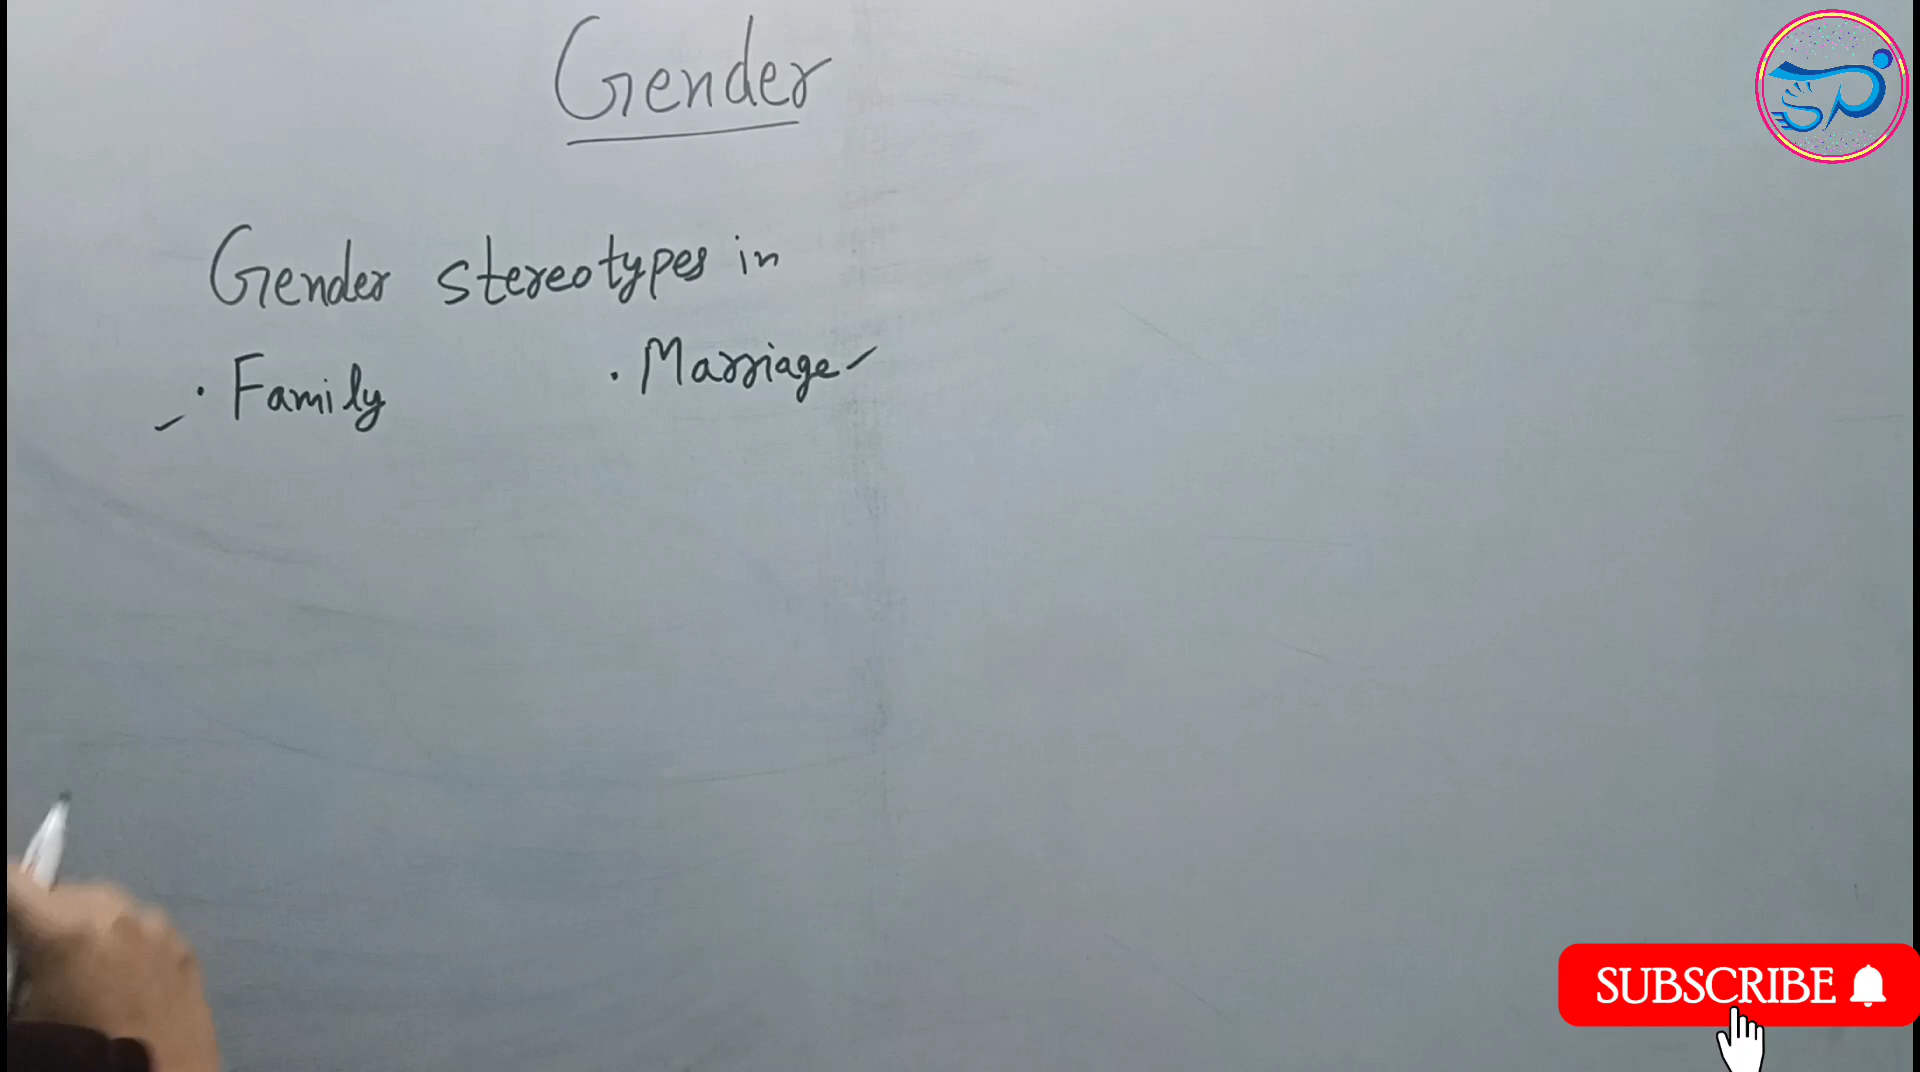 Gender
Gender stereotypes in
· Family
· Marriage
SUBSCRIBE